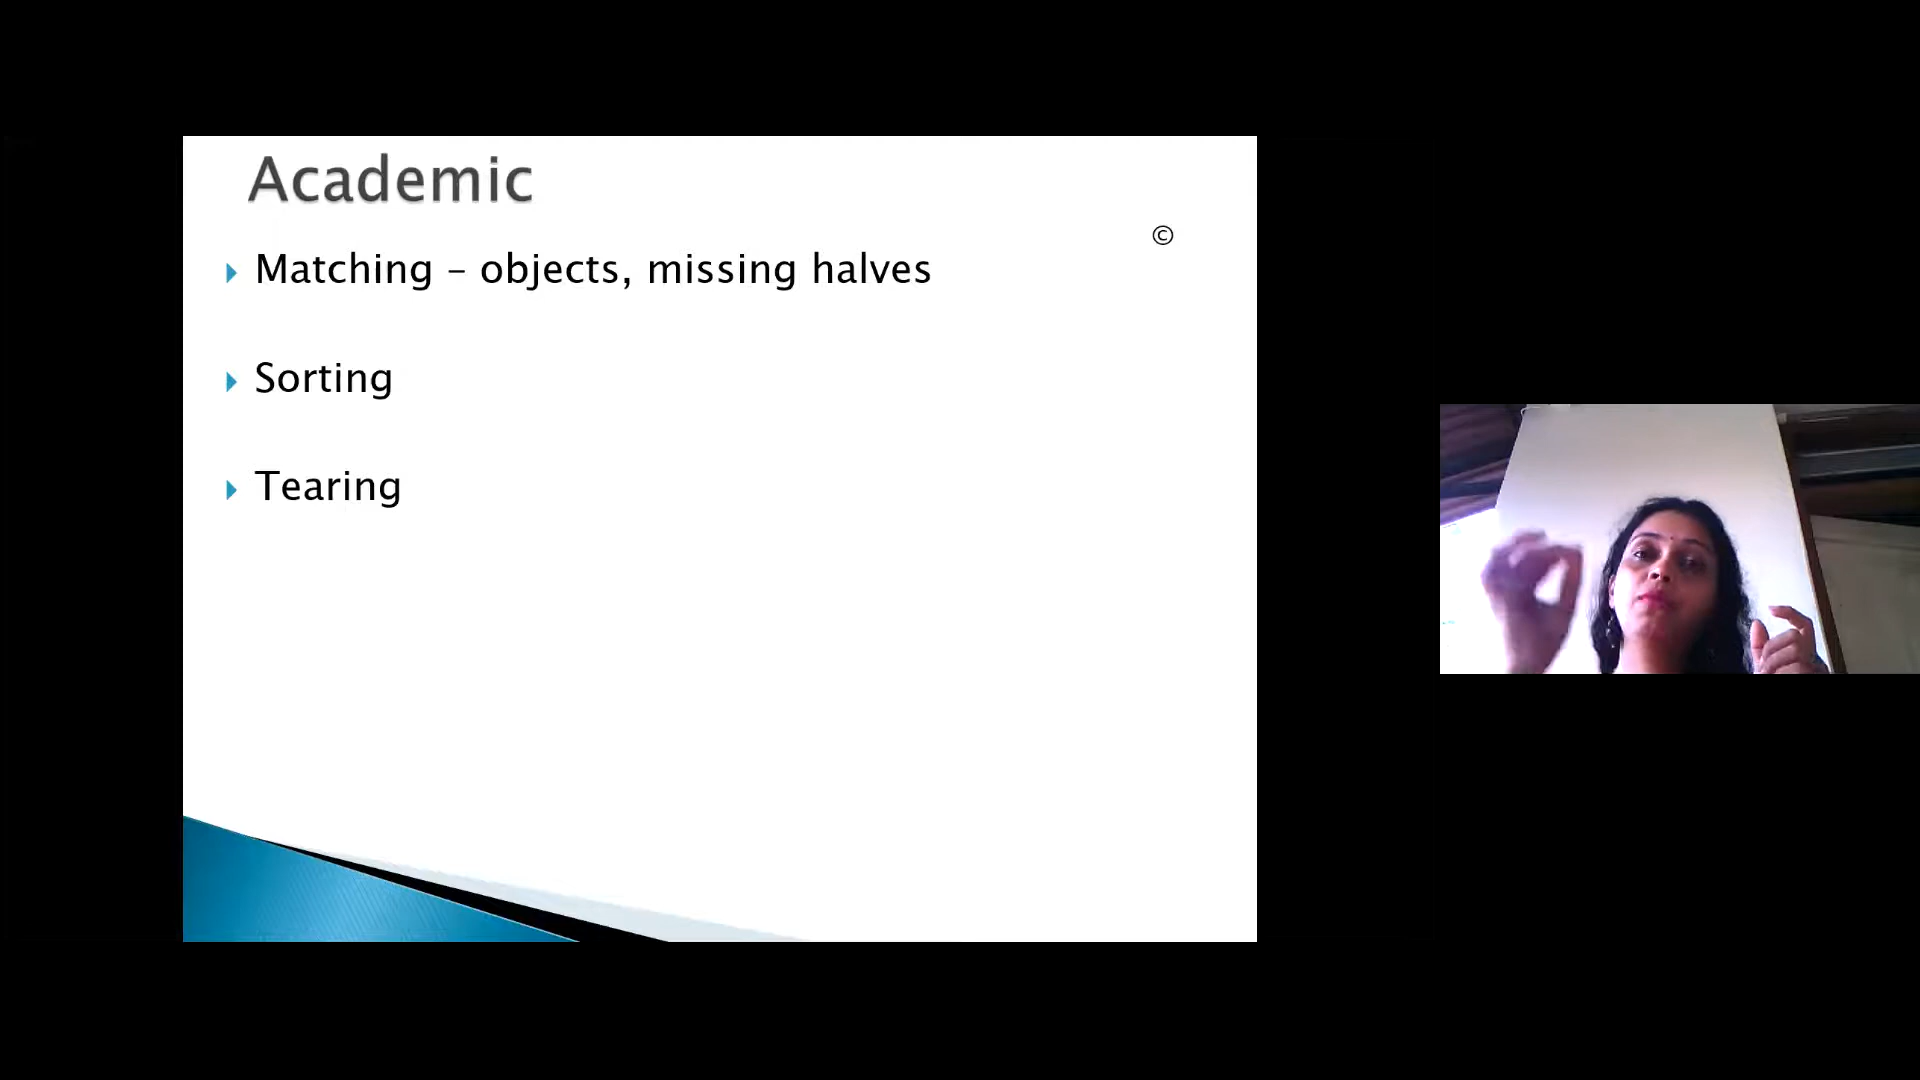 Academic
©
Matching – objects, missing halves
Sorting
Tearing